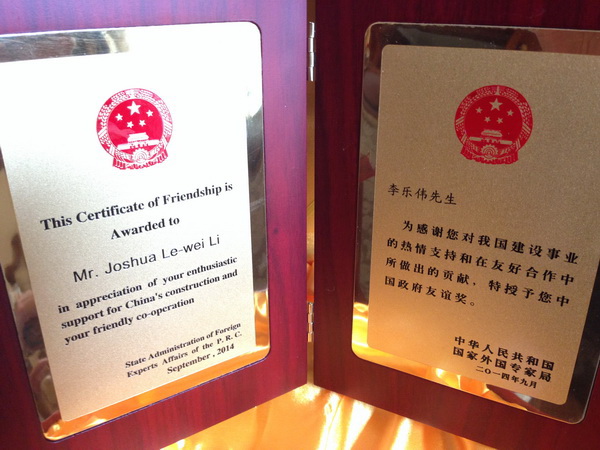 This Certificate of Friendship is
Awarded to
Mr. Joshua Le-wei Li
in appreciation of your enthusiastic
support for China's construction and
your friendly co-operation
State Administration of Foreign
Experts Affairs of the P. R. C.
September , 2014
李乐伟先生
为感谢您对我国建设事业
的热情支持和在友好合作中
所做出的贡献，特授予您中
国政府友谊奖。
中华人民共和国
国家外国专家局
二〇一四年九月